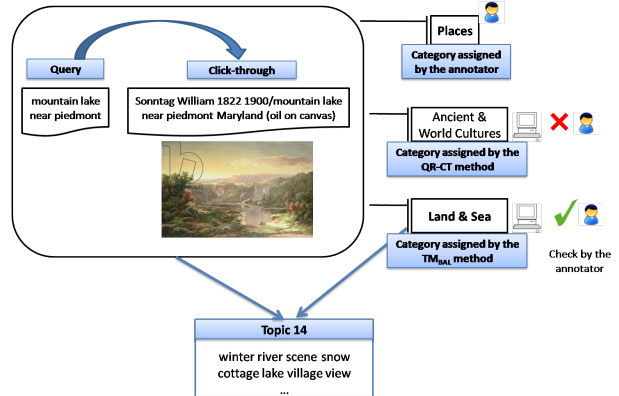 Places
Query
Click-through
Category assigned
by the annotator
mountain lake
near piedmont
Sonntag William 1822 1900/mountain lake
near piedmont Maryland (oil on canvas)
Ancient &
World Cultures
Category assigned by the
QR-CT method
Land & Sea
Category assigned by the
TMBAL method
Check by the
annotator
Topic 14
winter river scene snow
cottage lake village view
...